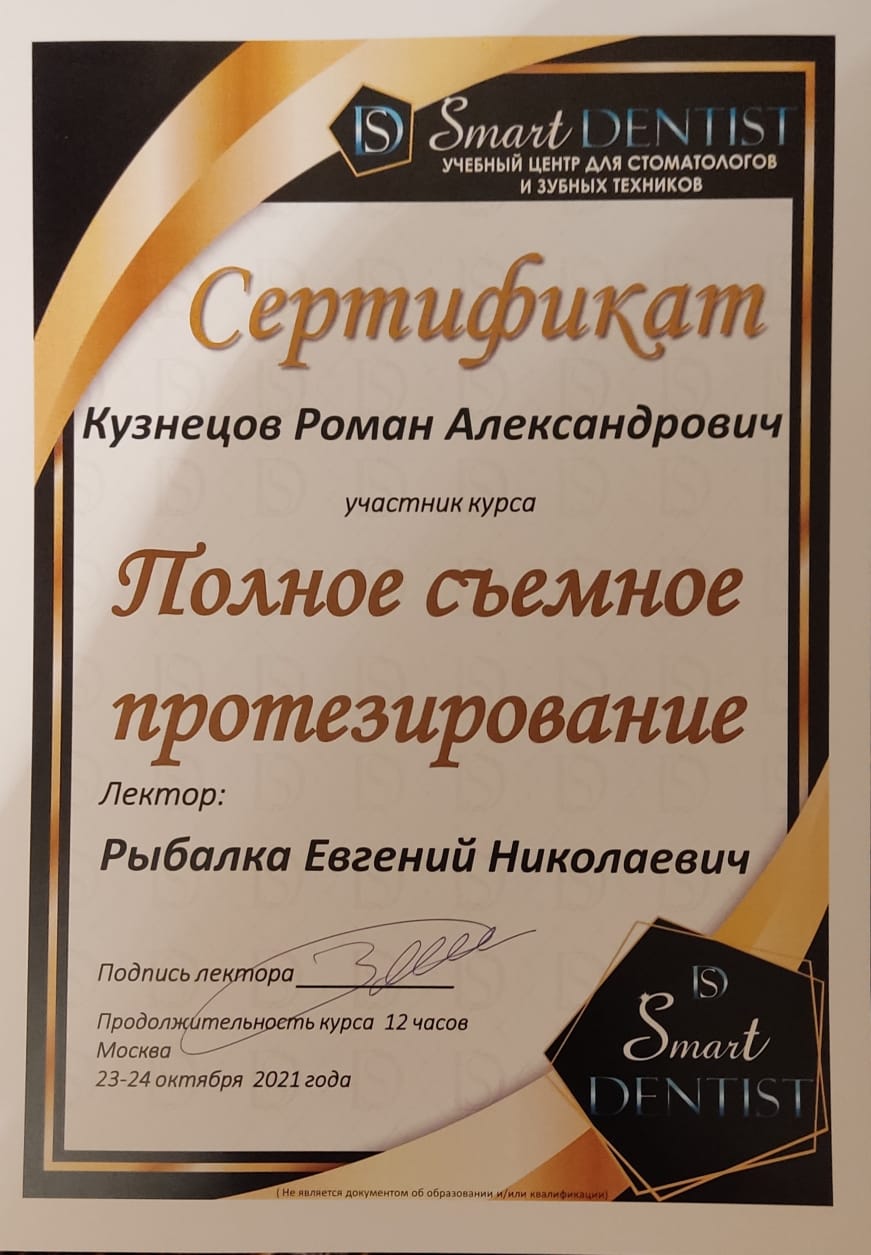 Smart DENTIST
УЧЕБНЫЙ ЦЕНТР ДЛЯ СТОМАТОЛОГОВ
И ЗУБНЫХ ТЕХНИКОВ
Сертификат
Кузнецов Роман Александрович
участник курса
Полное съемное
протезирование
Лектор:
Рыбалка Евгений Николаевич
Подпись лектора
Продолжительность курса 12 часов
Москва
23-24 октября 2021 года
Smart
DENTIST
( Не является документом об образовании и/или квалификации)